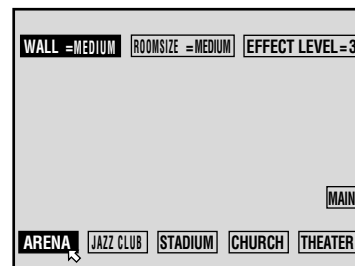 WALL =MEDIUM ROOMSIZE =MEDIUM EFFECT LEVEL=3
MAIN
ARENA JAZZ CLUB STADIUM CHURCH THEATER